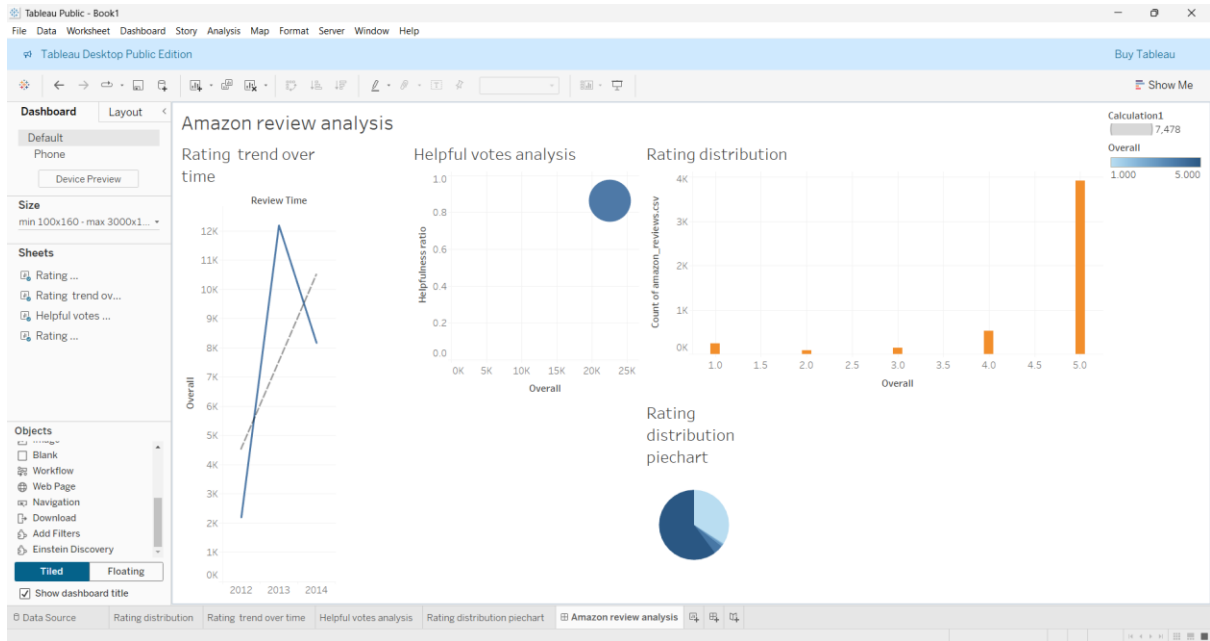 Tableau Public - Book1
File Data Worksheet Dashboard Story Analysis Map Format Server Window Help
Tableau Desktop Public Edition
Buy Tableau
Show Me
Dashboard Layout
Default
Phone
Device Preview
Size
min 100x160 - max 3000x1...
Sheets
Rating ...
Rating trend ov...
Helpful votes ...
Rating ...
Objects
Blank
Workflow
Web Page
Navigation
Download
Add Filters
Einstein Discovery
Tiled Floating
Show dashboard title
Amazon review analysis
Rating trend over
time
Review Time
12K
11K
10K
9K
8K
7K
6K
5K
4K
3K
2K
1K
0K
Overall
2012 2013 2014
Helpful votes analysis
1.0
0.8
0.6
0.4
0.2
0.0
Helpfulness ratio
0K 5K 10K 15K 20K 25K
Overall
Rating distribution
4K
3K
2K
1K
0K
Count of amazon_reviews.csv
1.0 1.5 2.0 2.5 3.0 3.5 4.0 4.5 5.0
Overall
Rating
distribution
piechart
Calculation1
7,478
Overall
1.000 5.000
Data Source Rating distribution Rating trend over time Helpful votes analysis Rating distribution piechart Amazon review analysis